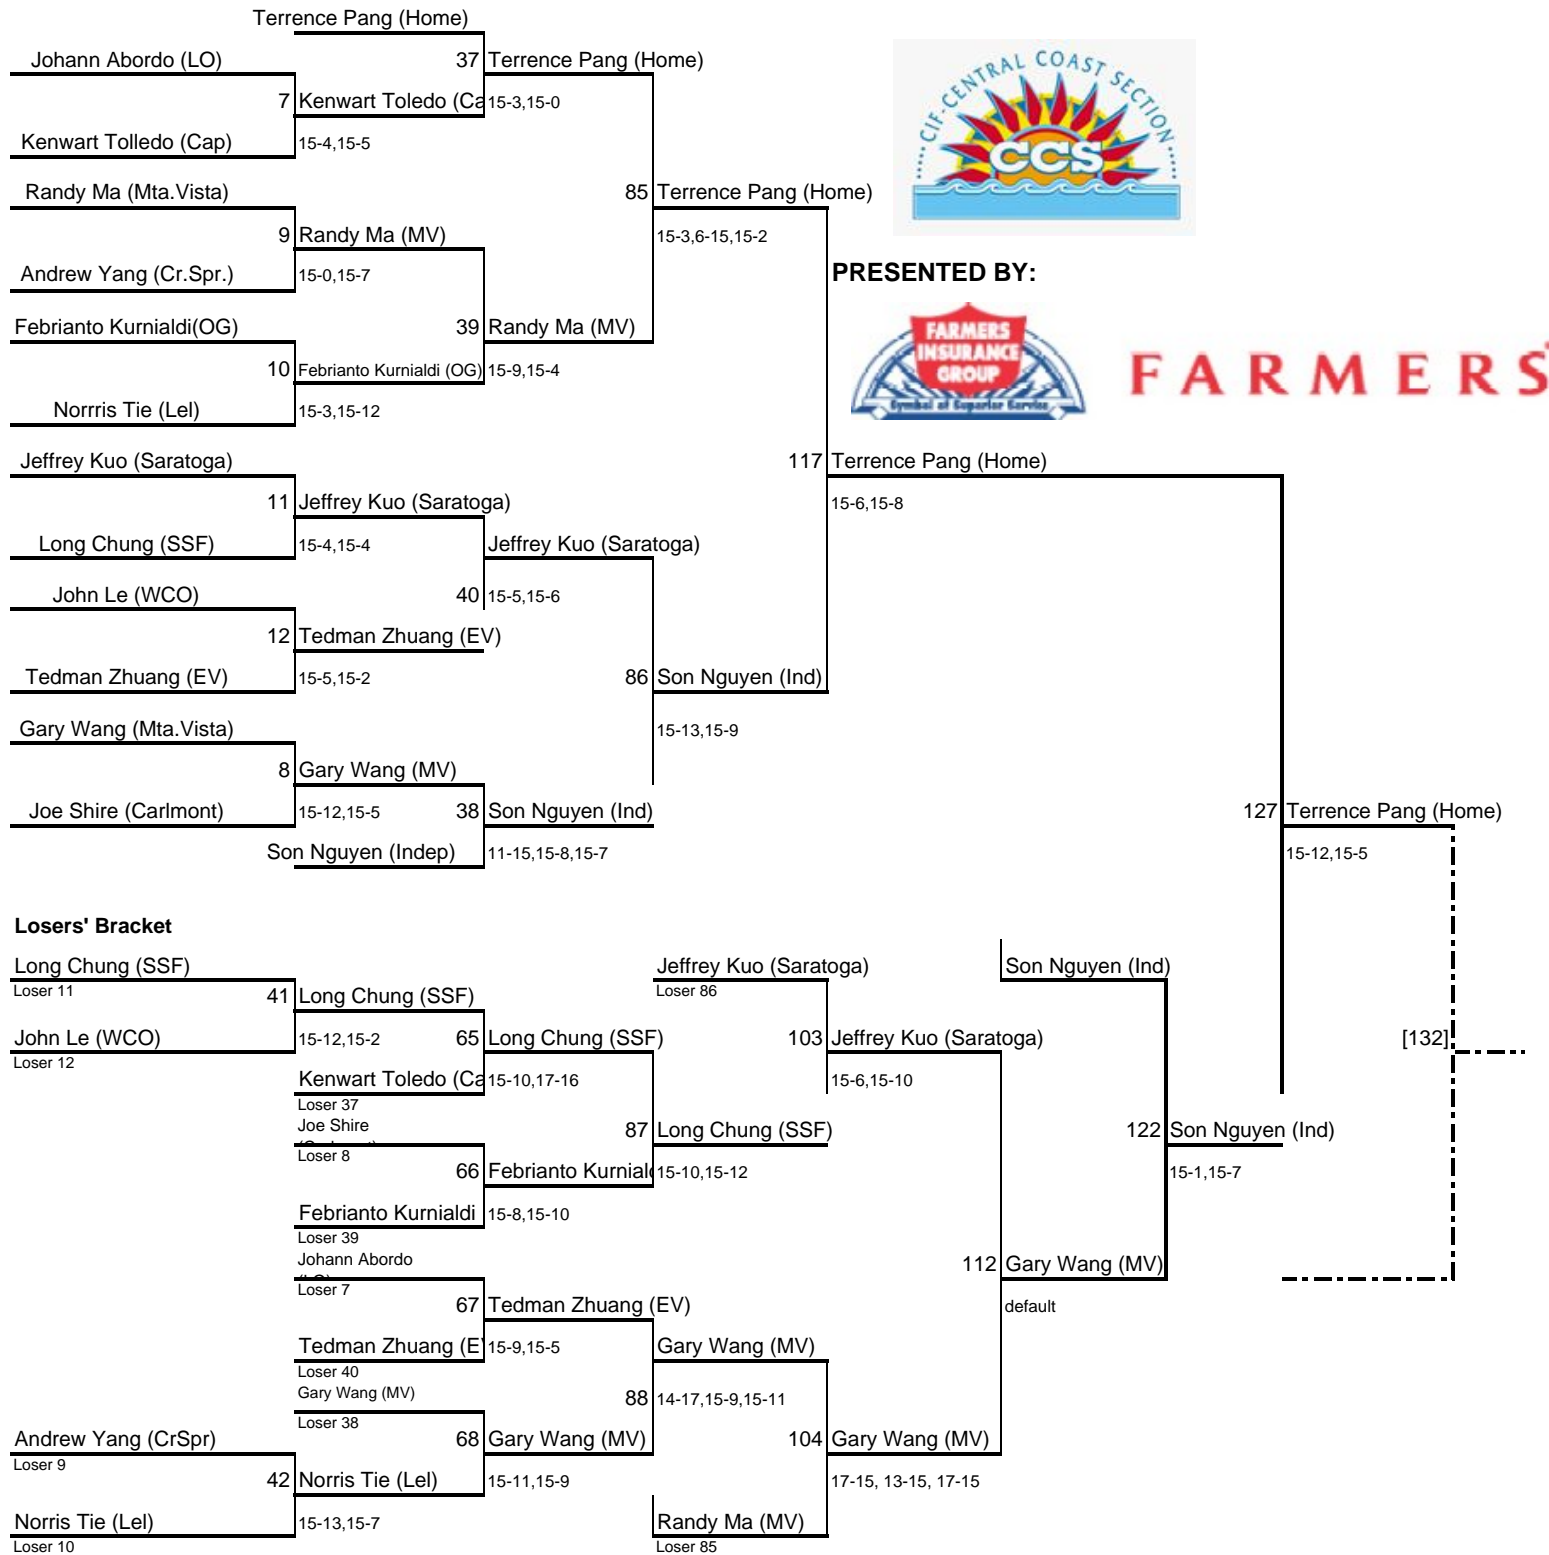 Terrence Pang (Home)
Johann Abordo (LO)
37 Terrence Pang (Home)
7 Kenwart Toledo (Ca 15-3,15-0
Kenwart Tolledo (Cap)
15-4,15-5
Randy Ma (Mta.Vista)
85 Terrence Pang (Home)
9 Randy Ma (MV)
15-3,6-15,15-2
Andrew Yang (Cr.Spr.)
15-0,15-7
Febrianto Kurnialdi(OG)
39 Randy Ma (MV)
10 Febrianto Kurnialdi (OG) 15-9,15-4
Norrris Tie (Lel)
15-3,15-12
CIF-CENTRAL COAST SECTION
CCS
PRESENTED BY:
FARMERS
INSURANCE
GROUP
Symbol of Superior Service
FARMERS
Jeffrey Kuo (Saratoga)
117 Terrence Pang (Home)
11 Jeffrey Kuo (Saratoga)
15-6,15-8
Long Chung (SSF)
15-4,15-4
Jeffrey Kuo (Saratoga)
John Le (WCO)
40 15-5,15-6
12 Tedman Zhuang (EV)
Tedman Zhuang (EV)
15-5,15-2
86 Son Nguyen (Ind)
Gary Wang (Mta.Vista)
15-13,15-9
8 Gary Wang (MV)
Joe Shire (Carlmont)
15-12,15-5
38 Son Nguyen (Ind)
127 Terrence Pang (Home)
Son Nguyen (Indep)
11-15,15-8,15-7
15-12,15-5
Losers' Bracket
Long Chung (SSF)
Jeffrey Kuo (Saratoga)
Son Nguyen (Ind)
Loser 11
41 Long Chung (SSF)
Loser 86
John Le (WCO)
15-12,15-2
65 Long Chung (SSF)
103 Jeffrey Kuo (Saratoga)
[132]
Loser 12
Kenwart Toledo (Ca 15-10,17-16
15-6,15-10
Loser 37
Joe Shire
87 Long Chung (SSF)
122 Son Nguyen (Ind)
Loser 8
66 Febrianto Kurniald 15-10,15-12
15-1,15-7
Febrianto Kurnialdi 15-8,15-10
Loser 39
Johann Abordo
112 Gary Wang (MV)
Loser 7
67 Tedman Zhuang (EV)
default
Tedman Zhuang (E 15-9,15-5
Gary Wang (MV)
Loser 40
Gary Wang (MV)
88 14-17,15-9,15-11
Loser 38
Andrew Yang (CrSpr)
68 Gary Wang (MV)
104 Gary Wang (MV)
Loser 9
42 Norris Tie (Lel)
15-11,15-9
17-15, 13-15, 17-15
Norris Tie (Lel)
15-13,15-7
Randy Ma (MV)
Loser 10
Loser 85